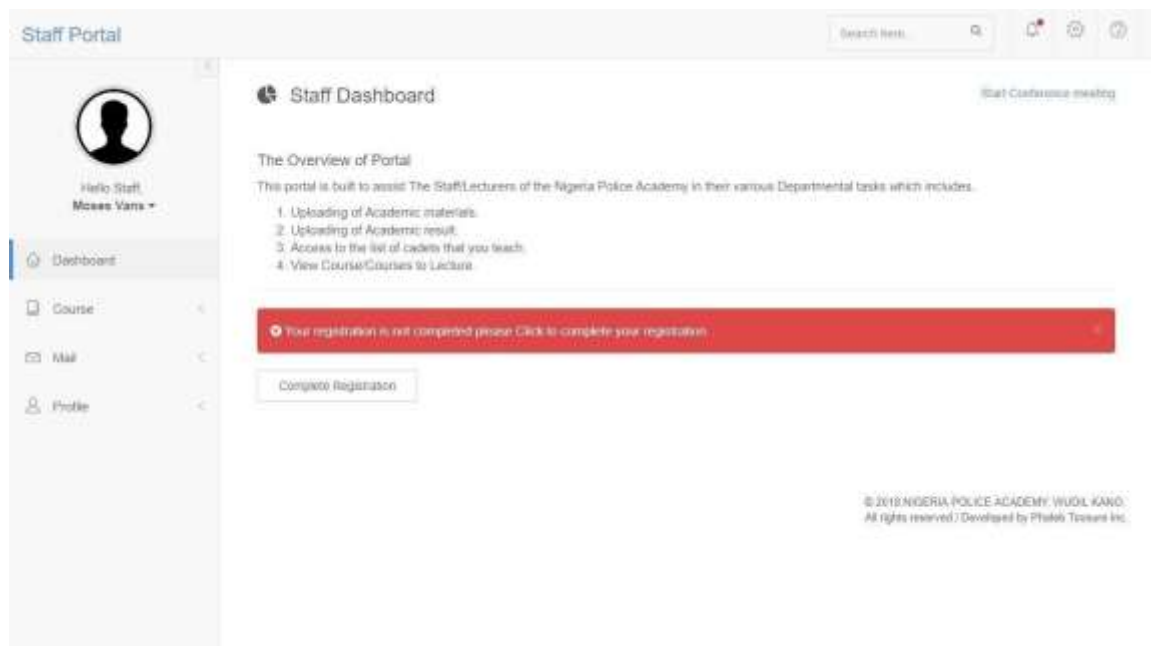 Staff Portal
Search here...
Hello Staff,
Moses Vans
Dashboard
Course
Mail
Profile
Staff Dashboard
Start Conference meeting
The Overview of Portal
This portal is built to assist The Staff/Lecturers of the Nigeria Police Academy in their various Departmental tasks which includes.
1. Uploading of Academic materials.
2. Uploading of Academic result.
3. Access to the list of cadets that you teach.
4. View Course/Courses to Lecture
Your registration is not completed please Click to complete your registration
Complete Registration
© 2018 NIGERIA POLICE ACADEMY, WUDIL KANO.
All rights reserved / Developed by Inc.